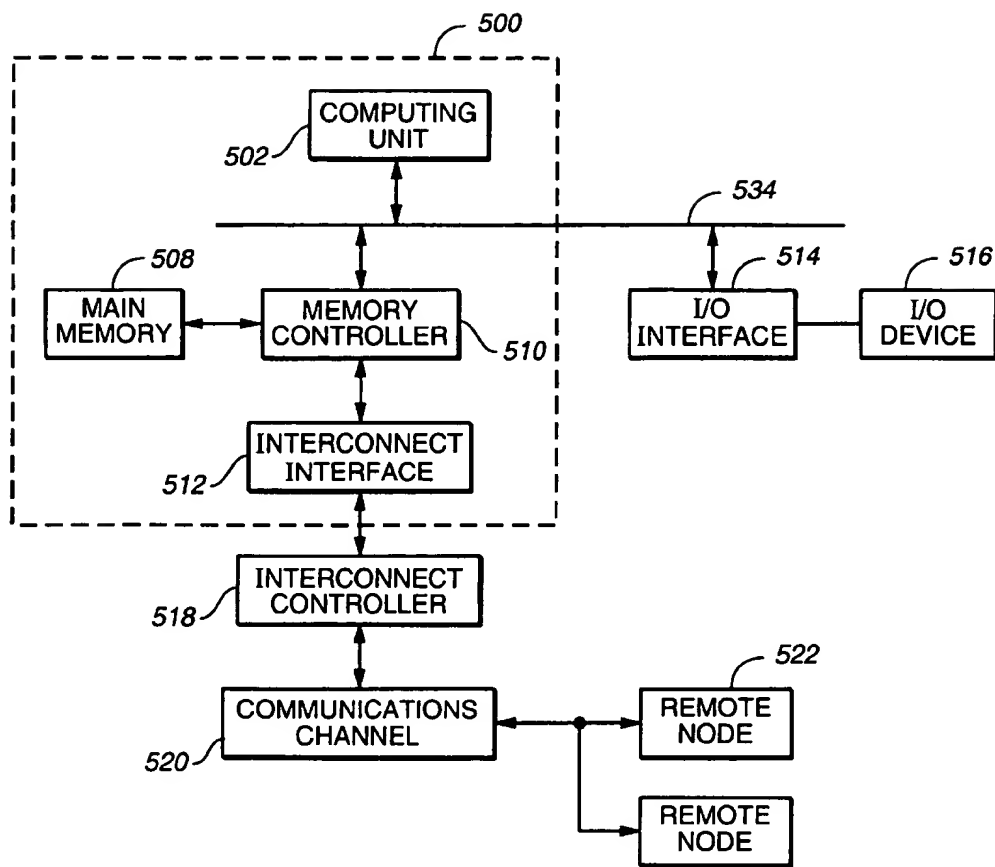 500
COMPUTING
UNIT
502
534
508
514
516
MAIN
MEMORY
MEMORY
CONTROLLER
510
I/O
INTERFACE
I/O
DEVICE
INTERCONNECT
INTERFACE
512
INTERCONNECT
CONTROLLER
518
522
COMMUNICATIONS
CHANNEL
520
REMOTE
NODE
REMOTE
NODE